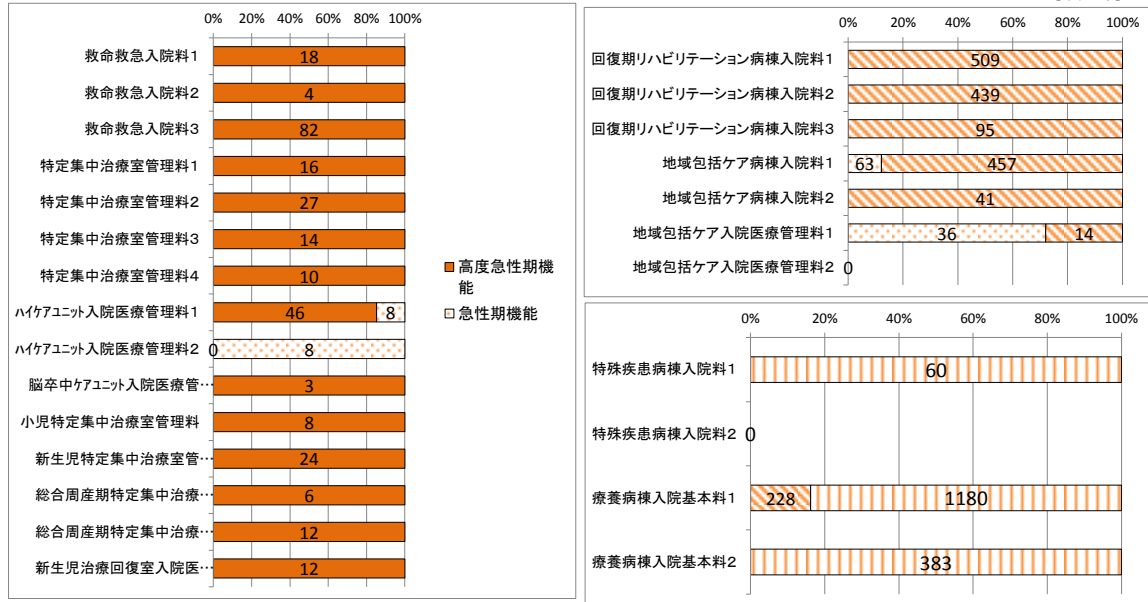 0% 20% 40% 60% 80% 100%
救命救急入院料1 18
救命救急入院料2 4
救命救急入院料3 82
特定集中治療室管理料1 16
特定集中治療室管理料2 27
特定集中治療室管理料3 14
特定集中治療室管理料4 10
ハイケアユニット入院医療管理料1 46 8
ハイケアユニット入院医療管理料2 0 8
脳卒中ケアユニット入院医療管… 3
小児特定集中治療室管理料 8
新生児特定集中治療室管… 24
総合周産期特定集中治療… 6
総合周産期特定集中治療… 12
新生児治療回復室入院医… 12
高度急性期機
能
急性期機能
0% 20% 40% 60% 80% 100%
回復期リハビリテーション病棟入院料1 509
回復期リハビリテーション病棟入院料2 439
回復期リハビリテーション病棟入院料3 95
地域包括ケア病棟入院料1 63 457
地域包括ケア病棟入院料2 41
地域包括ケア入院医療管理料1 36 14
地域包括ケア入院医療管理料2 0
0% 20% 40% 60% 80% 100%
特殊疾患病棟入院料1 60
特殊疾患病棟入院料2 0
療養病棟入院基本料1 228 1180
療養病棟入院基本料2 383